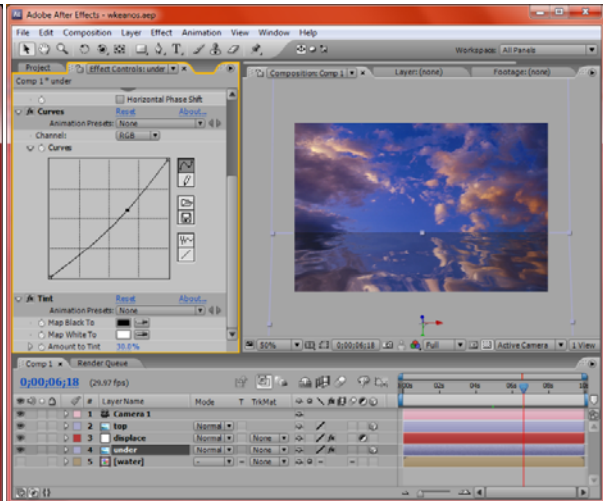 Adobe After Effects - wkeanos.aep
File Edit Composition Layer Effect Animation View Window Help
Workspace: All Panels
Project Effect Controls: under
Comp 1 * under
Horizontal Phase Shift
Curves Reset About...
Animation Presets: None
Channel: RGB
Curves
Tint Reset About...
Animation Presets: None
Map Black To
Map White To
Amount to Tint 30.0%
Composition: Comp 1 Layer: (none) Footage: (none)
50% 0;00;06;18 Full Active Camera 1 View
Comp 1 Render Queue
0;00;06;18 (29.97 fps)
# Layer Name Mode T TrkMat
02s 04s 06s 08s 10
1 Camera 1
2 top Normal
3 displace Normal None
4 under Normal None
5 [water] - None